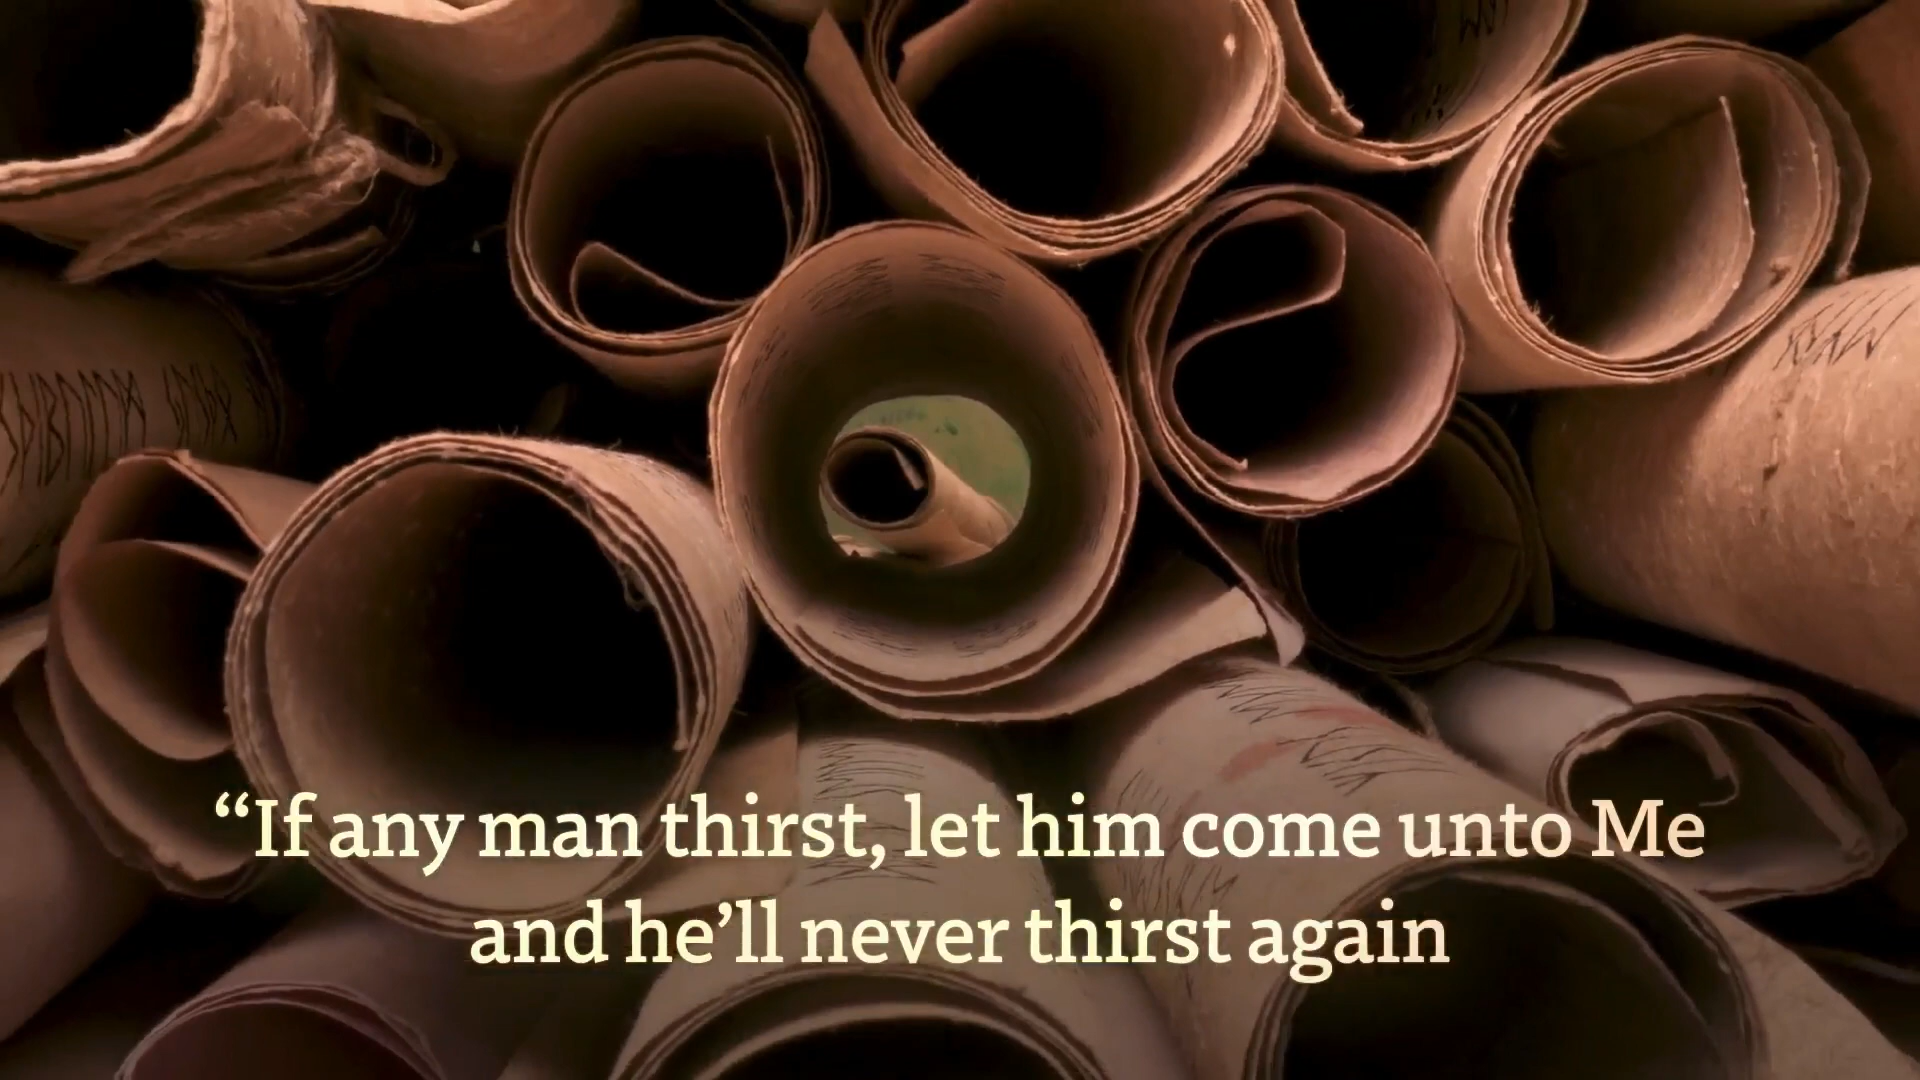 “If any man thirst, let him come unto Me
and he’ll never thirst again